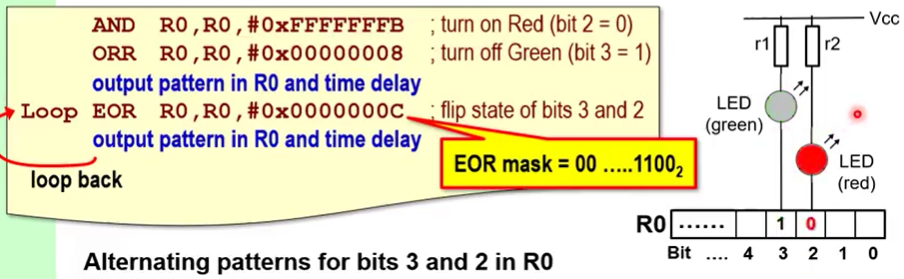 AND R0,R0,#0xFFFFFFFB ; turn on Red (bit 2 = 0)
ORR R0,R0,#0x00000008 ; turn off Green (bit 3 = 1)
output pattern in R0 and time delay
Loop EOR R0,R0,#0x0000000C ; flip state of bits 3 and 2
output pattern in R0 and time delay
loop back
EOR mask = 00 …..1100₂
Alternating patterns for bits 3 and 2 in R0
Vcc
r1 r2
LED
(green)
LED
(red)
R0 ...... 1 0
Bit .... 4 3 2 1 0